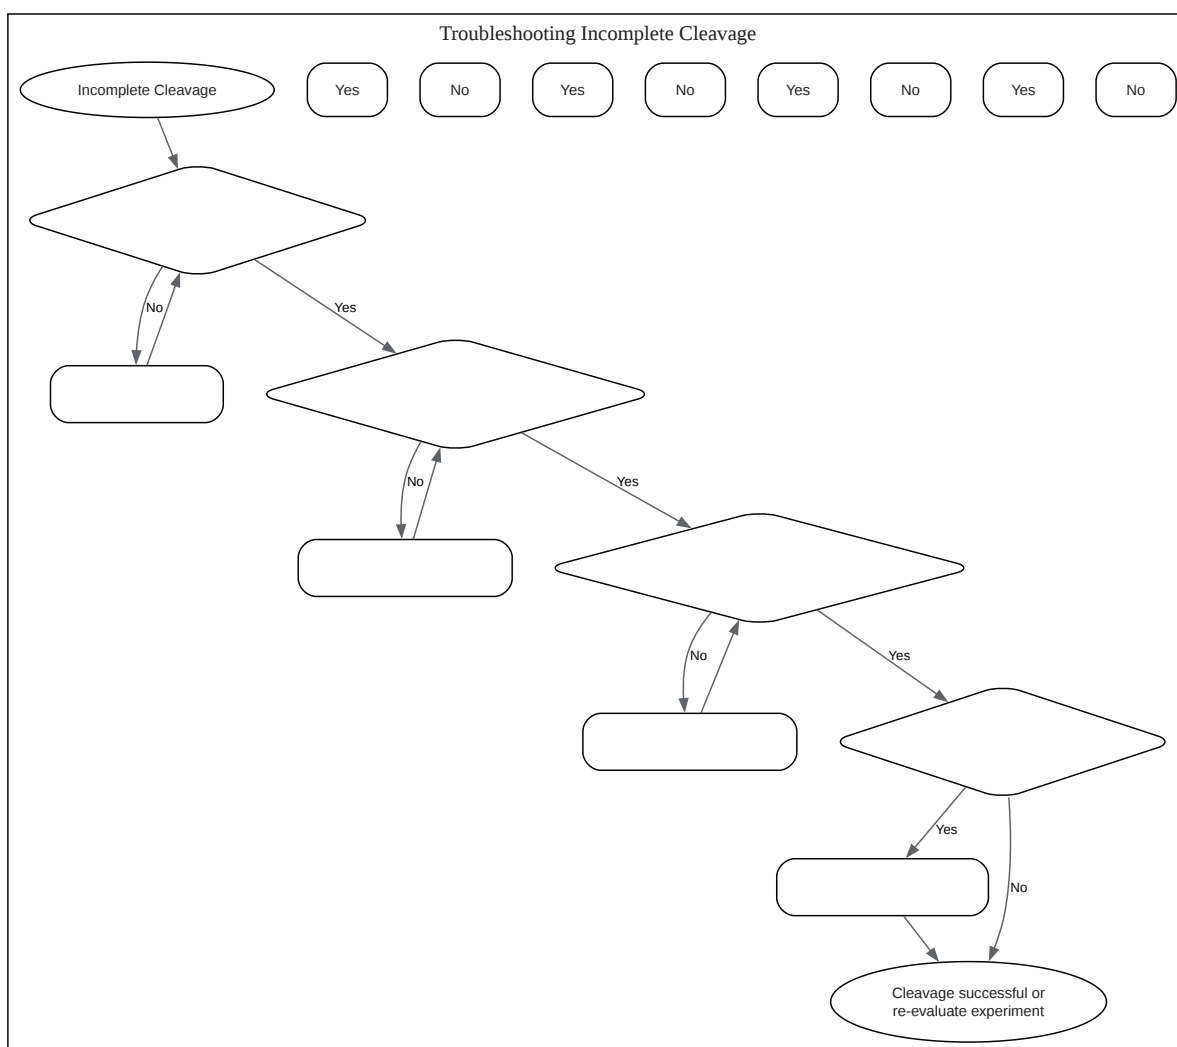 Troubleshooting Incomplete Cleavage
Incomplete Cleavage
Yes
No
Yes
No
Yes
No
Yes
No
No
Yes
No
Yes
No
Yes
Yes
No
Cleavage successful or
re-evaluate experiment